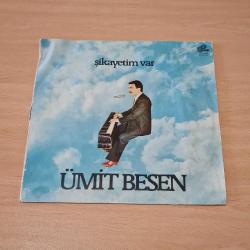 şikayetim var
ÜMİT BESEN